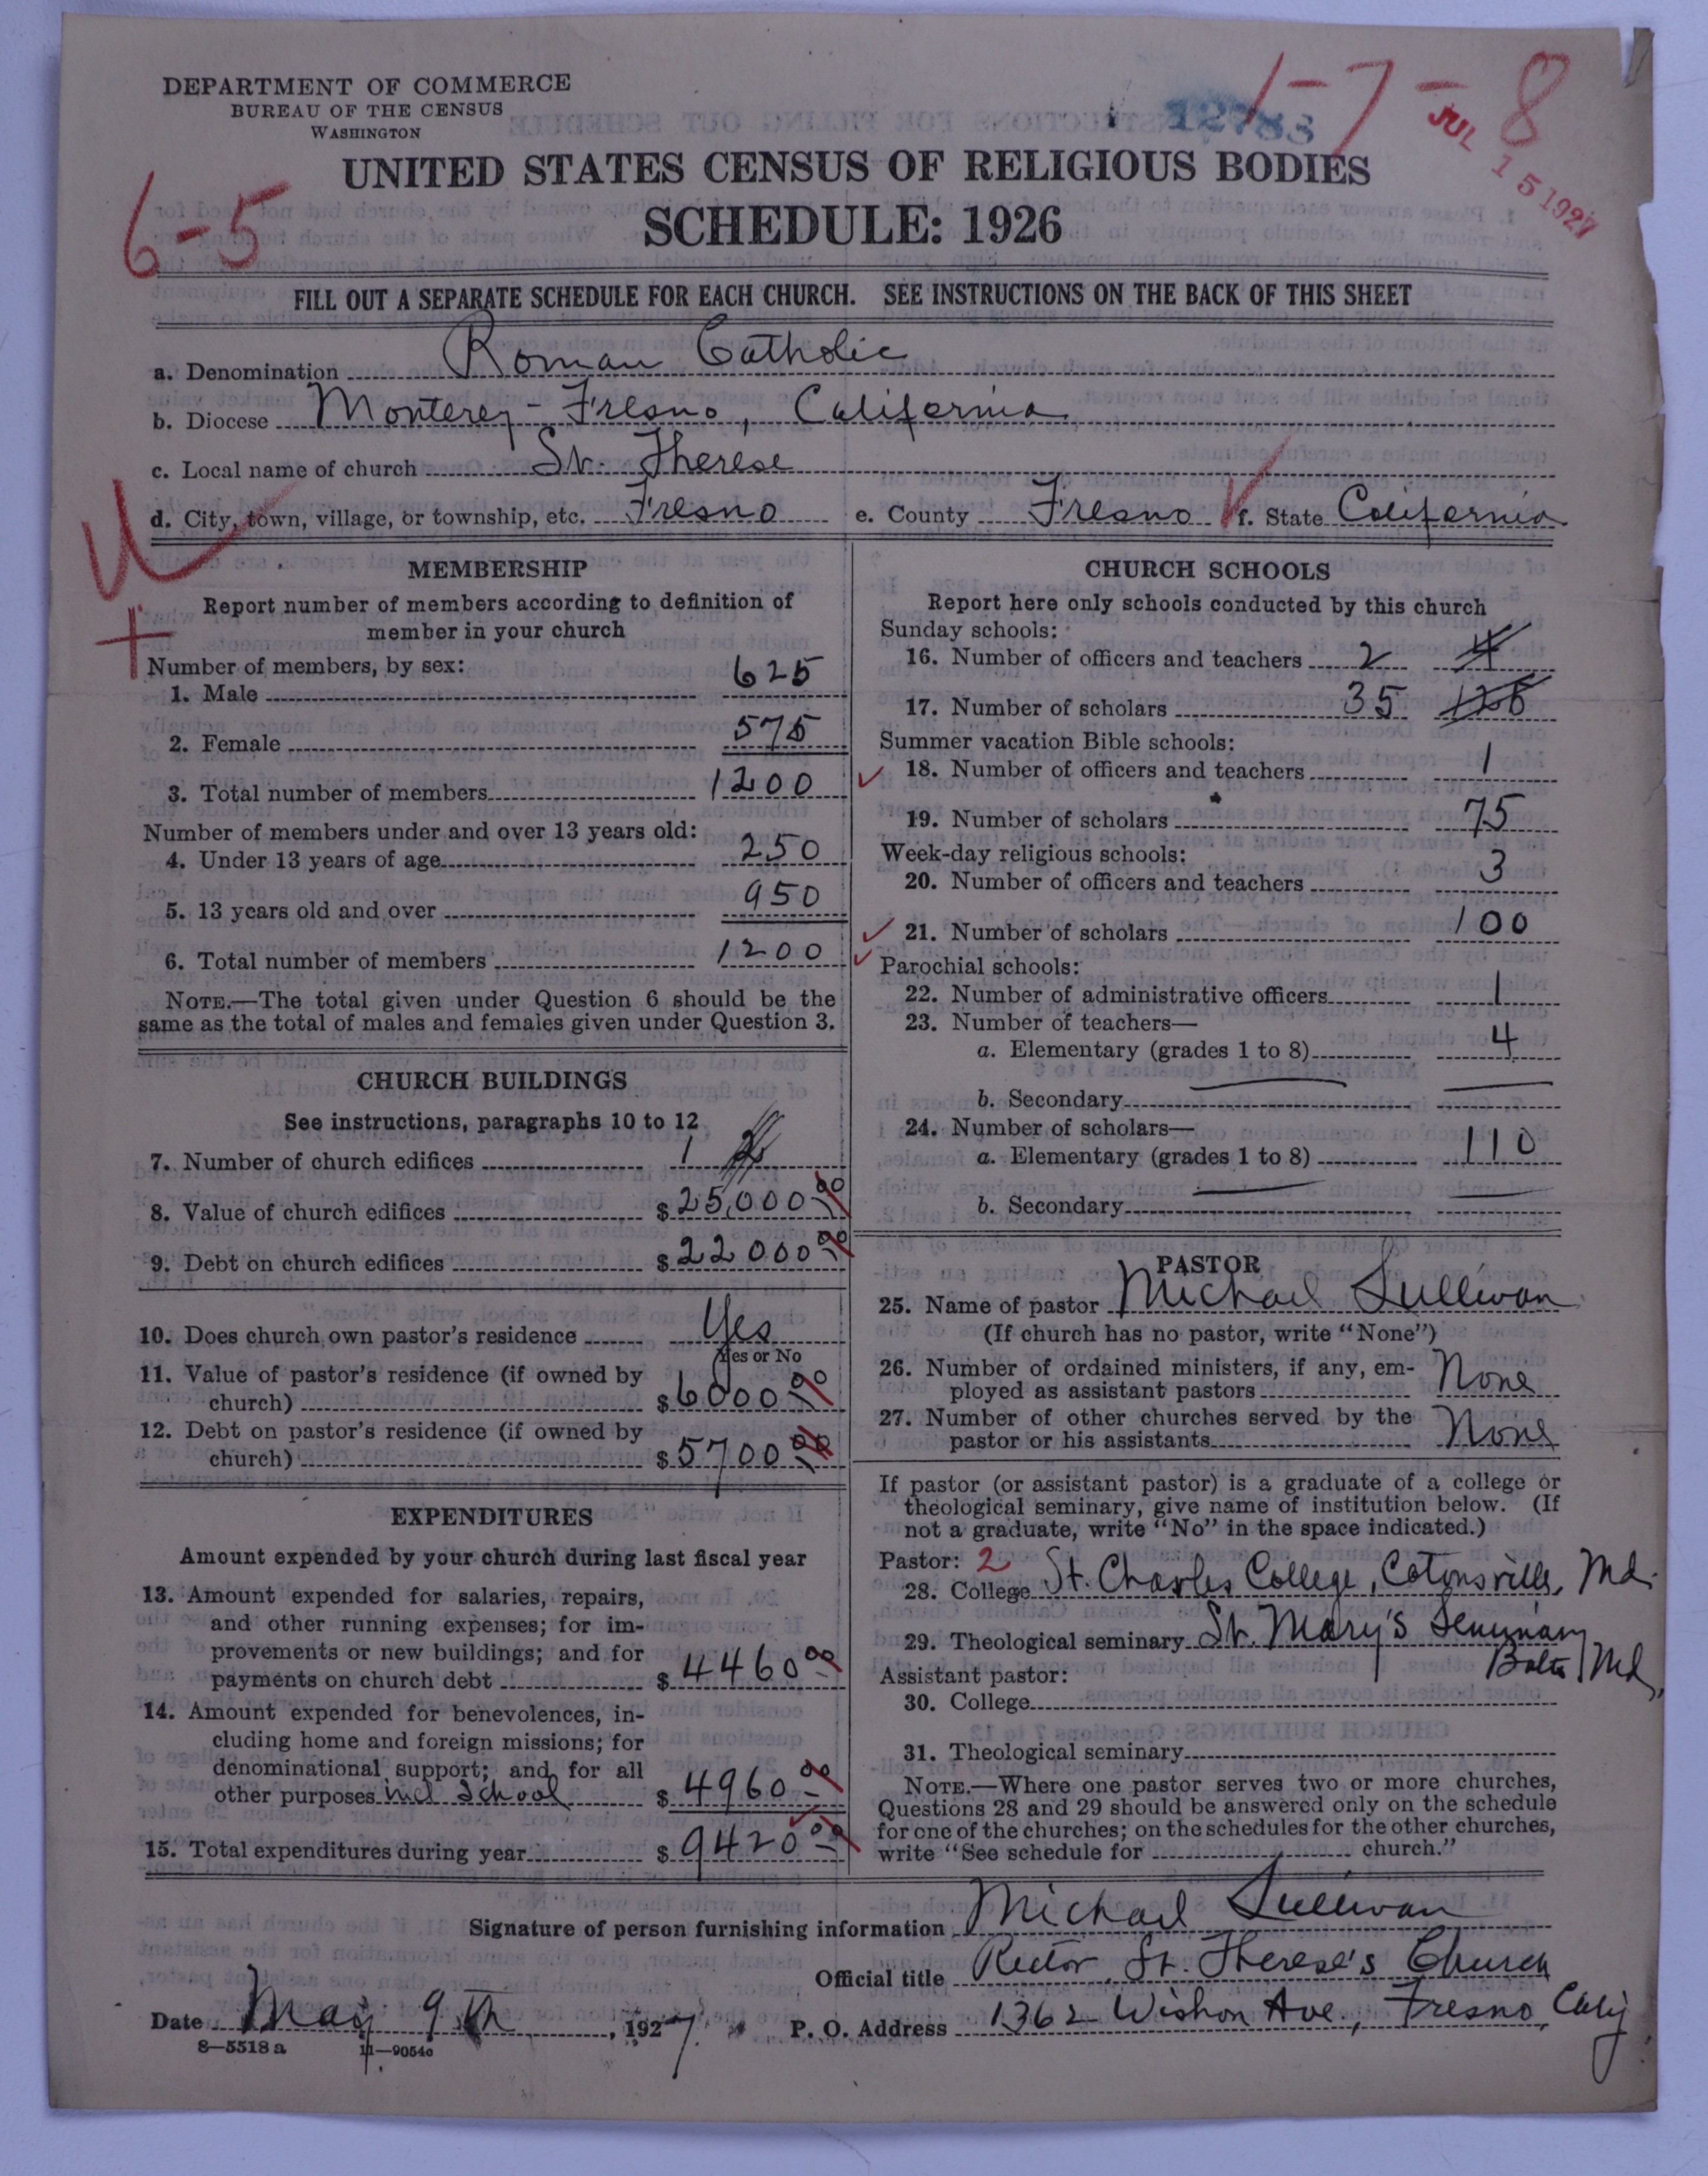 DEPARTMENT OF COMMERCE
BUREAU OF THE CENSUS
WASHINGTON
12788
1-7-8
JUL 15 1927
6-5
UNITED STATES CENSUS OF RELIGIOUS BODIES
SCHEDULE: 1926
FILL OUT A SEPARATE SCHEDULE FOR EACH CHURCH. SEE INSTRUCTIONS ON THE BACK OF THIS SHEET
a. Denomination Roman Catholic
b. Diocese Monterey-Fresno, California
c. Local name of church St. Therese
d. City, town, village, or township, etc. Fresno e. County Fresno f. State California
MEMBERSHIP
Report number of members according to definition of
member in your church
Number of members, by sex:
1. Male 625
2. Female 575
3. Total number of members 1200
Number of members under and over 13 years old:
4. Under 13 years of age 250
5. 13 years old and over 950
6. Total number of members 1200
NOTE.—The total given under Question 6 should be the
same as the total of males and females given under Question 3.
CHURCH BUILDINGS
See instructions, paragraphs 10 to 12
7. Number of church edifices 1 2
8. Value of church edifices $ 25,000 00
9. Debt on church edifices $ 22000 00
10. Does church own pastor's residence Yes
Yes or No
11. Value of pastor's residence (if owned by
church) $ 6000 00
12. Debt on pastor's residence (if owned by
church) $ 5700 00
EXPENDITURES
Amount expended by your church during last fiscal year
13. Amount expended for salaries, repairs,
and other running expenses; for im-
provements or new buildings; and for
payments on church debt $ 4460 00
14. Amount expended for benevolences, in-
cluding home and foreign missions; for
denominational support; and for all
other purposes incl School $ 4960 00
15. Total expenditures during year $ 9420 00
CHURCH SCHOOLS
Report here only schools conducted by this church
Sunday schools:
16. Number of officers and teachers 2 4
17. Number of scholars 35
Summer vacation Bible schools:
18. Number of officers and teachers 1
19. Number of scholars 75
Week-day religious schools:
20. Number of officers and teachers 3
21. Number of scholars 100
Parochial schools:
22. Number of administrative officers 1
23. Number of teachers—
a. Elementary (grades 1 to 8) 4
b. Secondary
24. Number of scholars—
a. Elementary (grades 1 to 8) 110
b. Secondary
PASTOR
25. Name of pastor Michael Sullivan
(If church has no pastor, write "None")
26. Number of ordained ministers, if any, em-
ployed as assistant pastors None
27. Number of other churches served by the
pastor or his assistants None
If pastor (or assistant pastor) is a graduate of a college or
theological seminary, give name of institution below. (If
not a graduate, write "No" in the space indicated.)
Pastor: 2
28. College St. Charles College, Cotonsville, Md.
29. Theological seminary St. Mary's Seminary
Balto Md.
Assistant pastor:
30. College
31. Theological seminary
NOTE.—Where one pastor serves two or more churches,
Questions 28 and 29 should be answered only on the schedule
for one of the churches; on the schedules for the other churches,
write "See schedule for church."
Signature of person furnishing information Michael Sullivan
Official title Rector, St. Therese's Church
Date May 9th, 1927. P. O. Address 1362 Wishon Ave., Fresno, Calif
8—5518 a 11—9054c